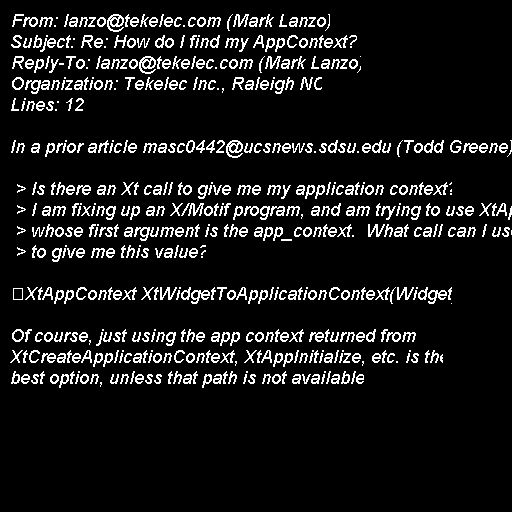 From: lanzo@tekelec.com (Mark Lanzo)
Subject: Re: How do I find my AppContext?
Reply-To: lanzo@tekelec.com (Mark Lanzo)
Organization: Tekelec Inc., Raleigh NC
Lines: 12

In a prior article masc0442@ucsnews.sdsu.edu (Todd Greene)

> Is there an Xt call to give me my application context?
> I am fixing up an X/Motif program, and am trying to use
> whose first argument is the app_context.  What call can I
> to give me this value?

XtAppContext XtWidgetToApplicationContext(Widget

Of course, just using the app context returned from
XtCreateApplicationContext, XtAppInitialize, etc. is the
best option, unless that path is not available